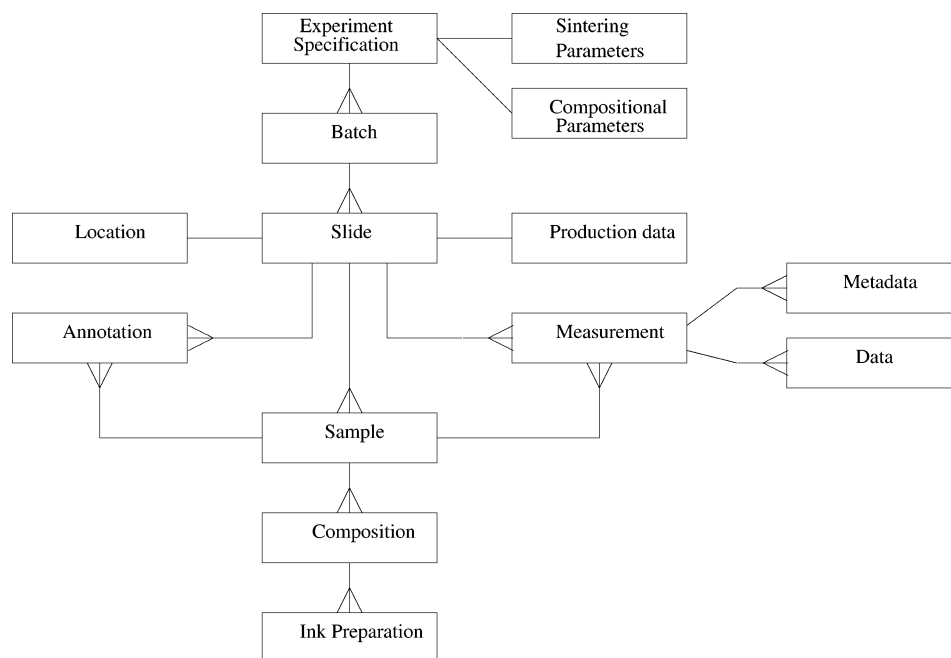 Experiment
Specification
Sintering
Parameters
Compositional
Parameters
Batch
Location
Slide
Production data
Metadata
Annotation
Measurement
Data
Sample
Composition
Ink Preparation